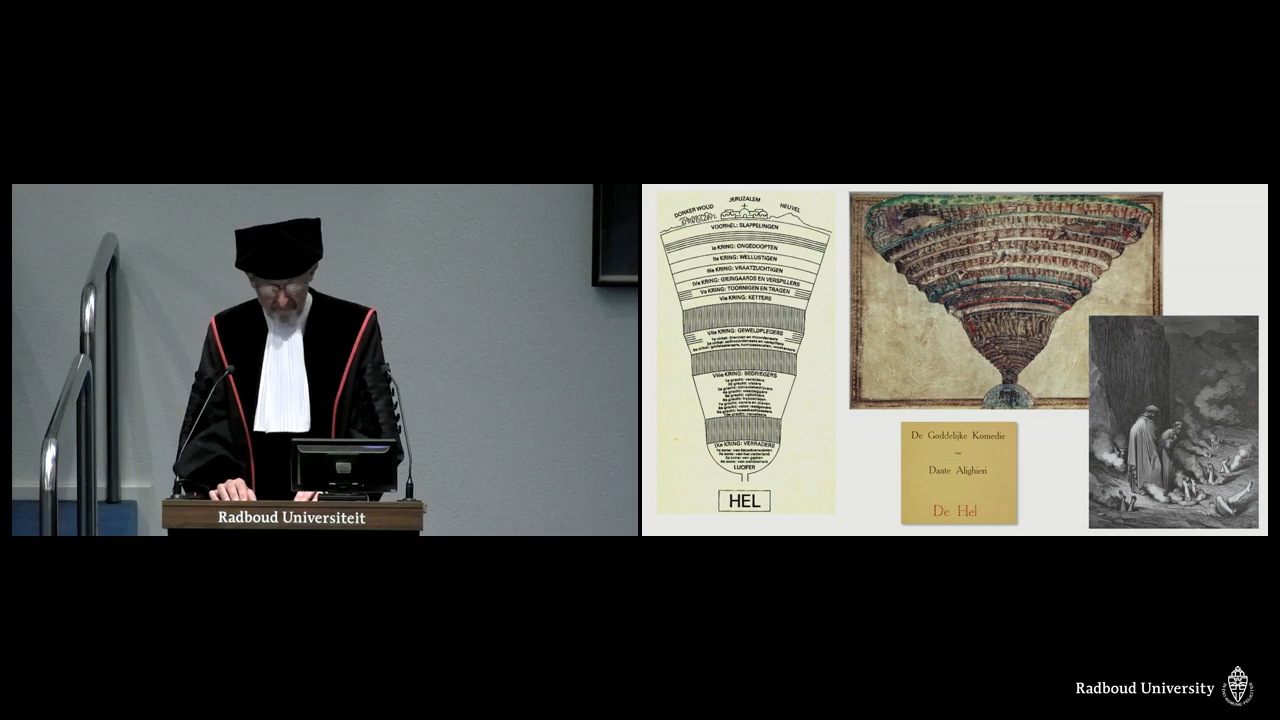 Radboud Universiteit
DONKER WOUD
JERUZALEM
HEUVEL
VOORHEL: SLAPPELINGEN
Ie KRING: ONGEDOOPTEN
IIe KRING: WELLUSTIGEN
IIIe KRING: VRAATZUCHTIGEN
IVe KRING: GIERIGAARDS EN VERSPILLERS
Ve KRING: TOORNIGEN EN TRAGEN
VIe KRING: KETTERS
VIIe KRING: GEWELDPLEGERS
VIIIe KRING: BEDRIEGERS
IXe KRING: VERRADERS
LUCIFER
HEL
De Goddelijke Komedie
van
Dante Alighieri
De Hel
Radboud University